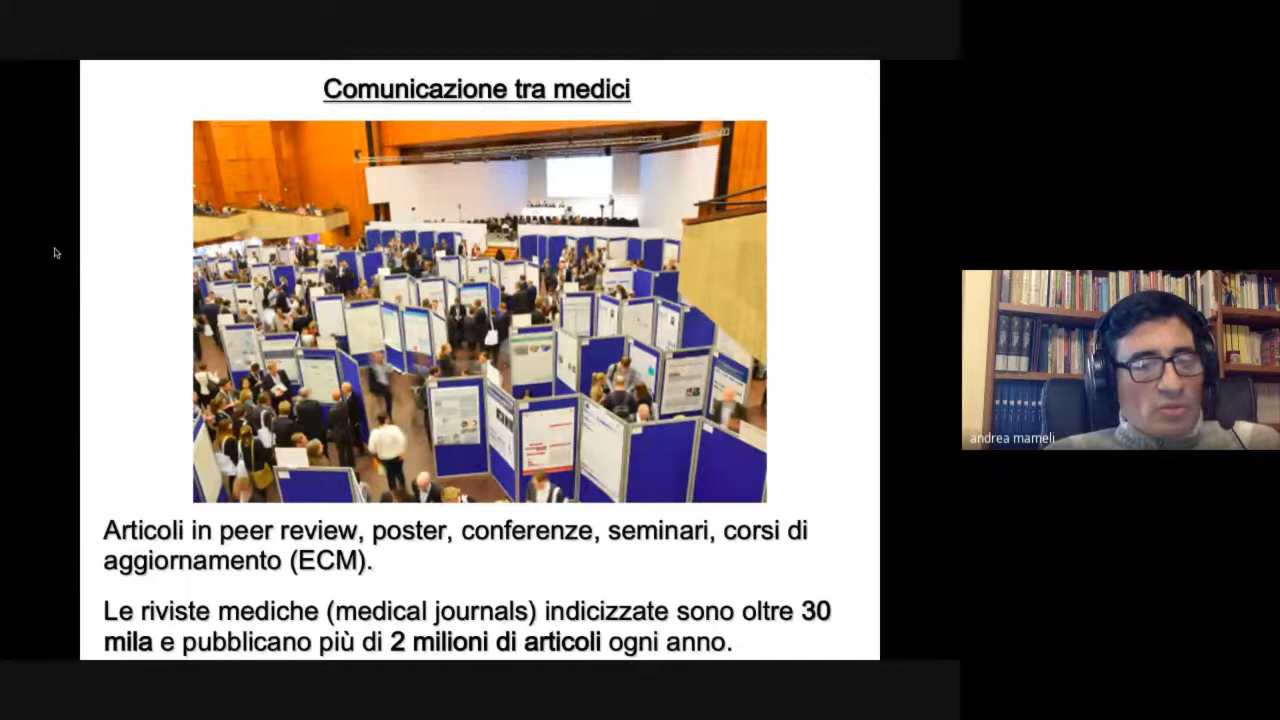 Comunicazione tra medici
Articoli in peer review, poster, conferenze, seminari, corsi di
aggiornamento (ECM).
Le riviste mediche (medical journals) indicizzate sono oltre 30
mila e pubblicano più di 2 milioni di articoli ogni anno.
andrea mameli